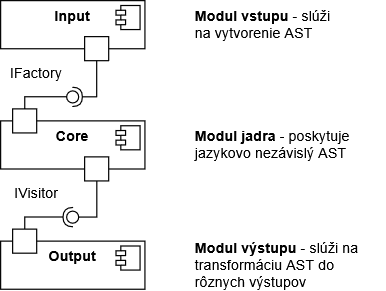 Input
Modul vstupu - slúži
na vytvorenie AST
IFactory
Core
Modul jadra - poskytuje
jazykovo nezávislý AST
IVisitor
Output
Modul výstupu - slúži na
transformáciu AST do
rôznych výstupov